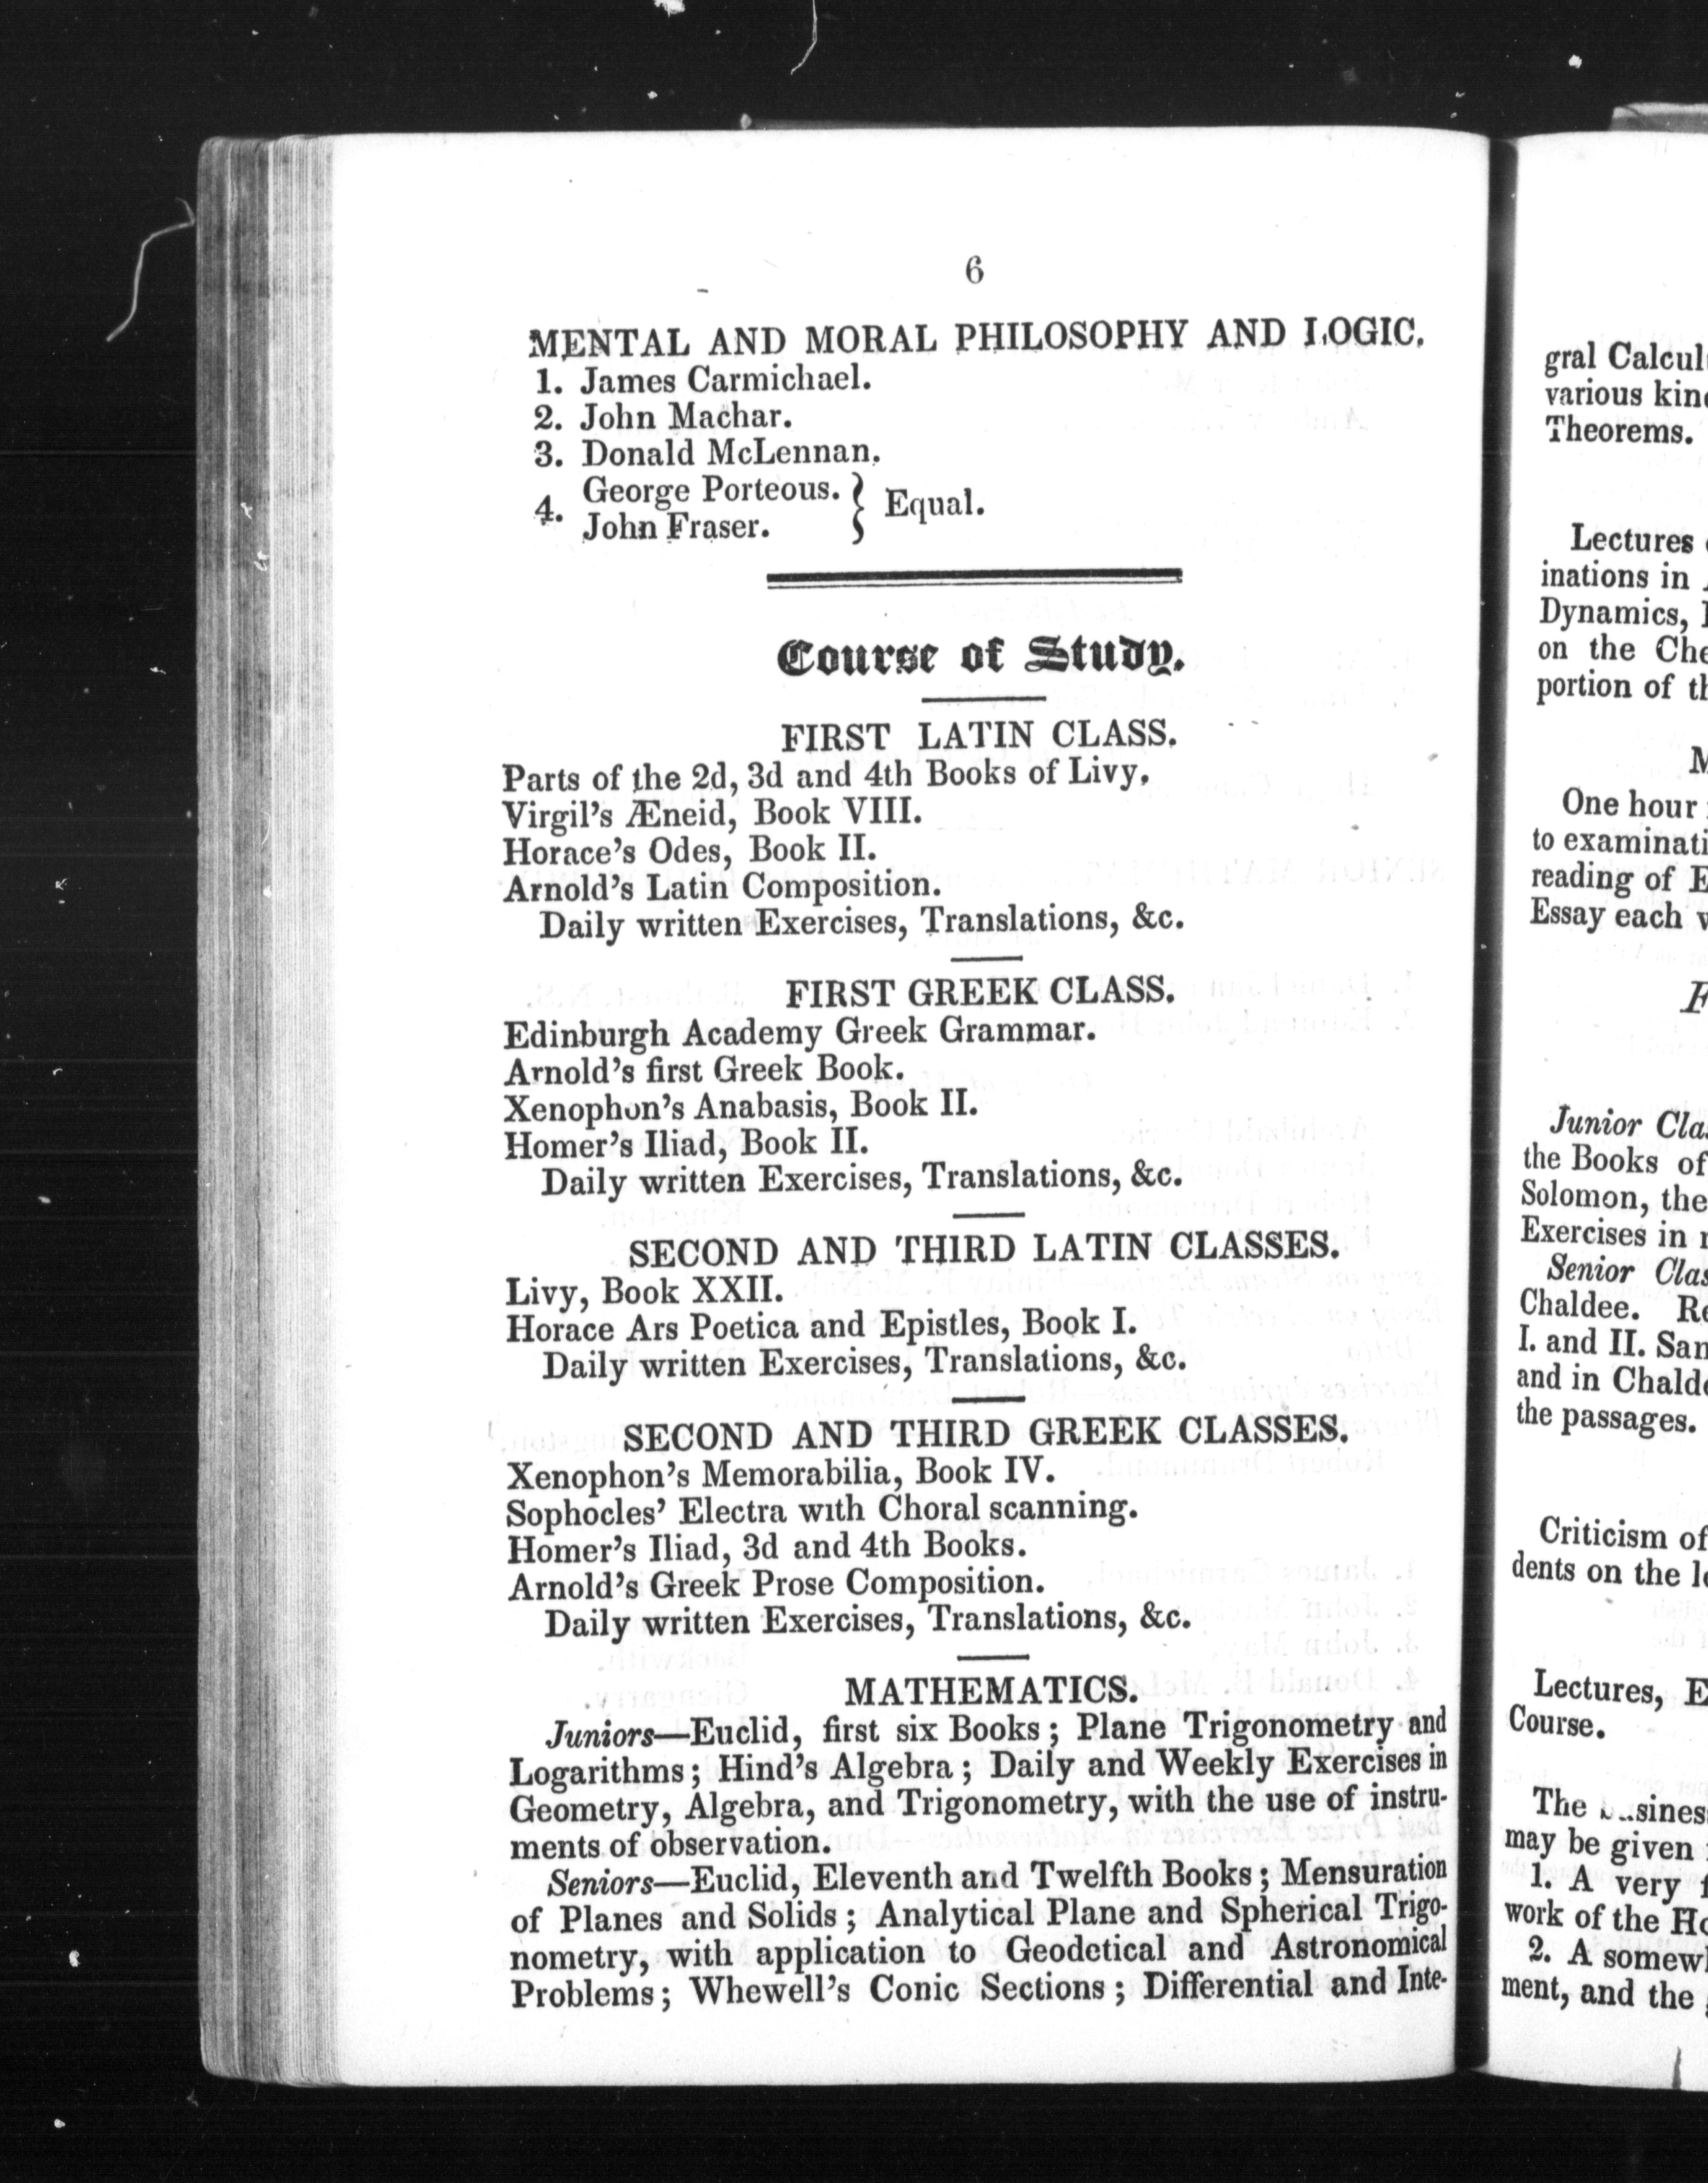 6
MENTAL AND MORAL PHILOSOPHY AND LOGIC.
1. James Carmichael.
2. John Machar.
3. Donald McLennan.
4. George Porteous. } Equal.
John Fraser.
Course of Study.
FIRST LATIN CLASS.
Parts of the 2d, 3d and 4th Books of Livy.
Virgil's Æneid, Book VIII.
Horace's Odes, Book II.
Arnold's Latin Composition.
Daily written Exercises, Translations, &c.
FIRST GREEK CLASS.
Edinburgh Academy Greek Grammar.
Arnold's first Greek Book.
Xenophon's Anabasis, Book II.
Homer's Iliad, Book II.
Daily written Exercises, Translations, &c.
SECOND AND THIRD LATIN CLASSES.
Livy, Book XXII.
Horace Ars Poetica and Epistles, Book I.
Daily written Exercises, Translations, &c.
SECOND AND THIRD GREEK CLASSES.
Xenophon's Memorabilia, Book IV.
Sophocles' Electra with Choral scanning.
Homer's Iliad, 3d and 4th Books.
Arnold's Greek Prose Composition.
Daily written Exercises, Translations, &c.
MATHEMATICS.
Juniors—Euclid, first six Books; Plane Trigonometry and
Logarithms; Hind's Algebra; Daily and Weekly Exercises in
Geometry, Algebra, and Trigonometry, with the use of instru-
ments of observation.
Seniors—Euclid, Eleventh and Twelfth Books; Mensuration
of Planes and Solids; Analytical Plane and Spherical Trigo-
nometry, with application to Geodetical and Astronomical
Problems; Whewell's Conic Sections; Differential and Inte-
gral
various
Theorems.
Lectures
inations in
Dynamics,
on the
portion of
One hour
to
reading of
Essay each
Junior
the Books of
Solomon, the
Exercises in
Senior
Chaldee.
I. and II.
and in
the passages.
Criticism of
dents on the
Lectures,
Course.
The
may be given
1. A very
work of the
2. A
ment, and the